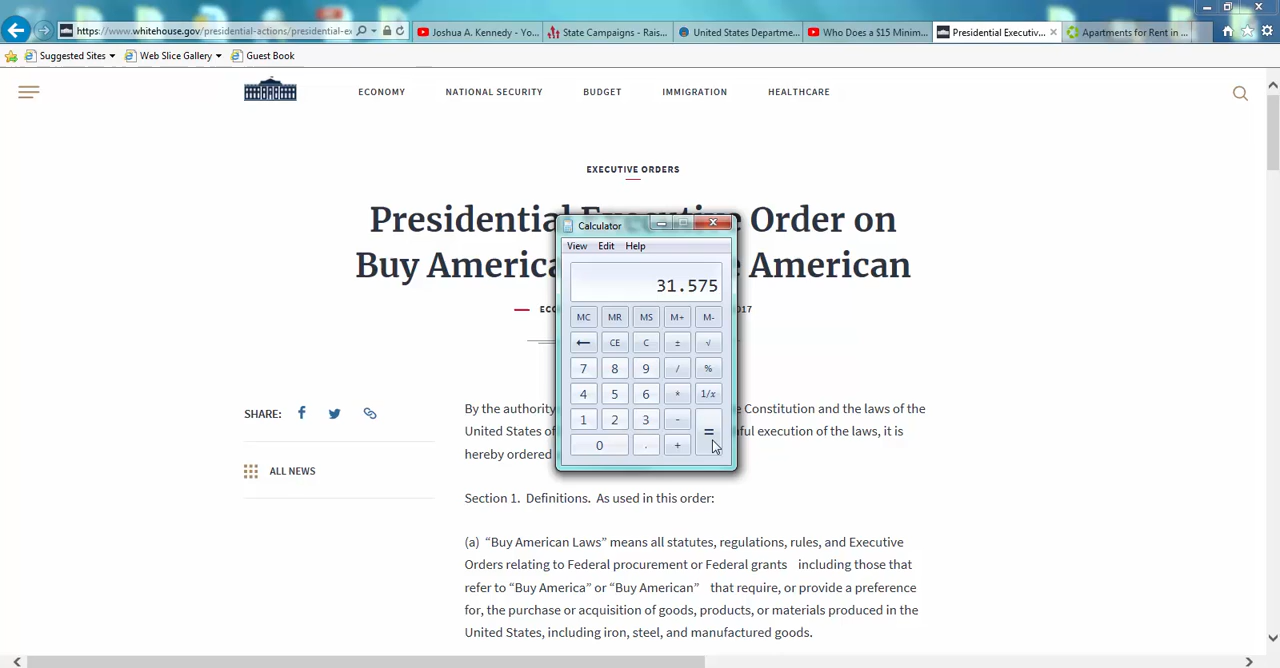 https://www.whitehouse.gov/presidential-actions/presidential-ex
Joshua A. Kennedy - Yo...
State Campaigns - Rais...
United States Departme...
Who Does a $15 Minim...
Presidential Executiv...
Apartments for Rent in ...
Suggested Sites
Web Slice Gallery
Guest Book
ECONOMY
NATIONAL SECURITY
BUDGET
IMMIGRATION
HEALTHCARE
EXECUTIVE ORDERS
Presidential Executive Order on
Buy America
e American
Calculator
View Edit Help
31.575
MC MR MS M+ M-
← CE C ± √
7 8 9 / %
4 5 6 * 1/x
1 2 3 - =
0 . +
— ECO
017
SHARE:
ALL NEWS
By the authority
e Constitution and the laws of the
United States of
ful execution of the laws, it is
hereby ordered
Section 1. Definitions. As used in this order:
(a) “Buy American Laws” means all statutes, regulations, rules, and Executive
Orders relating to Federal procurement or Federal grants including those that
refer to “Buy America” or “Buy American” that require, or provide a preference
for, the purchase or acquisition of goods, products, or materials produced in the
United States, including iron, steel, and manufactured goods.